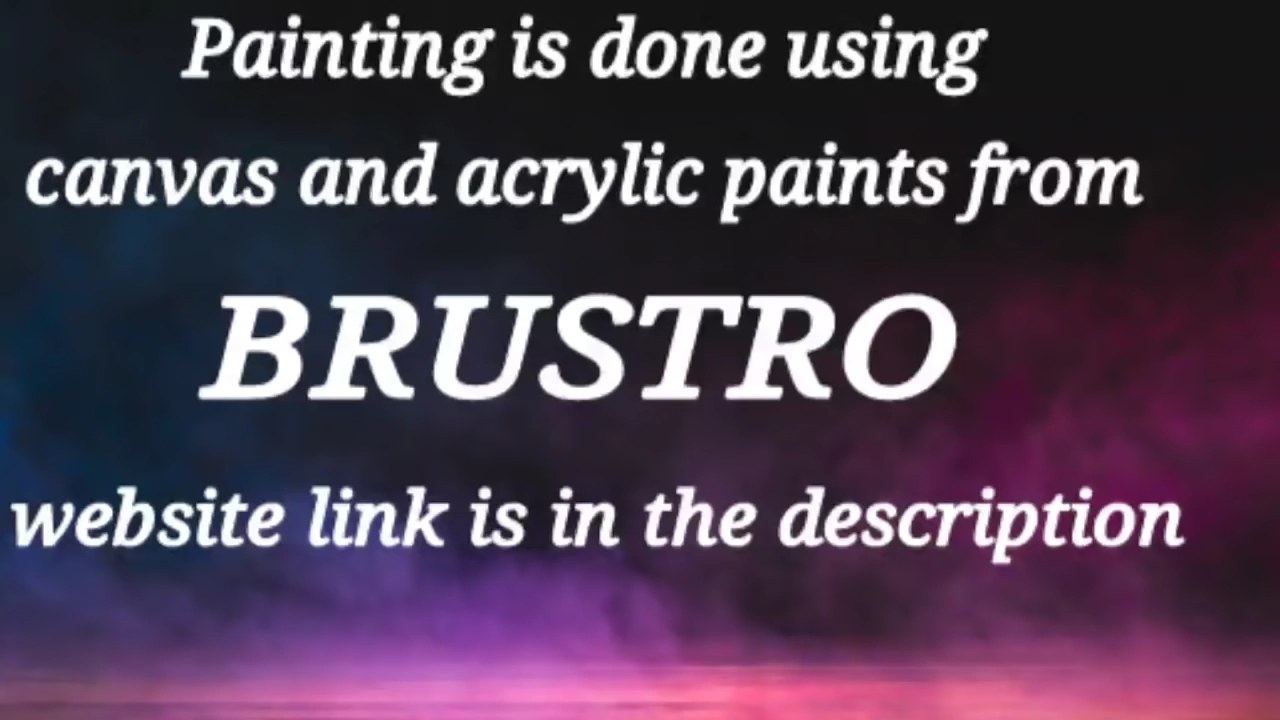 Painting is done using
canvas and acrylic paints from
BRUSTRO
website link is in the description